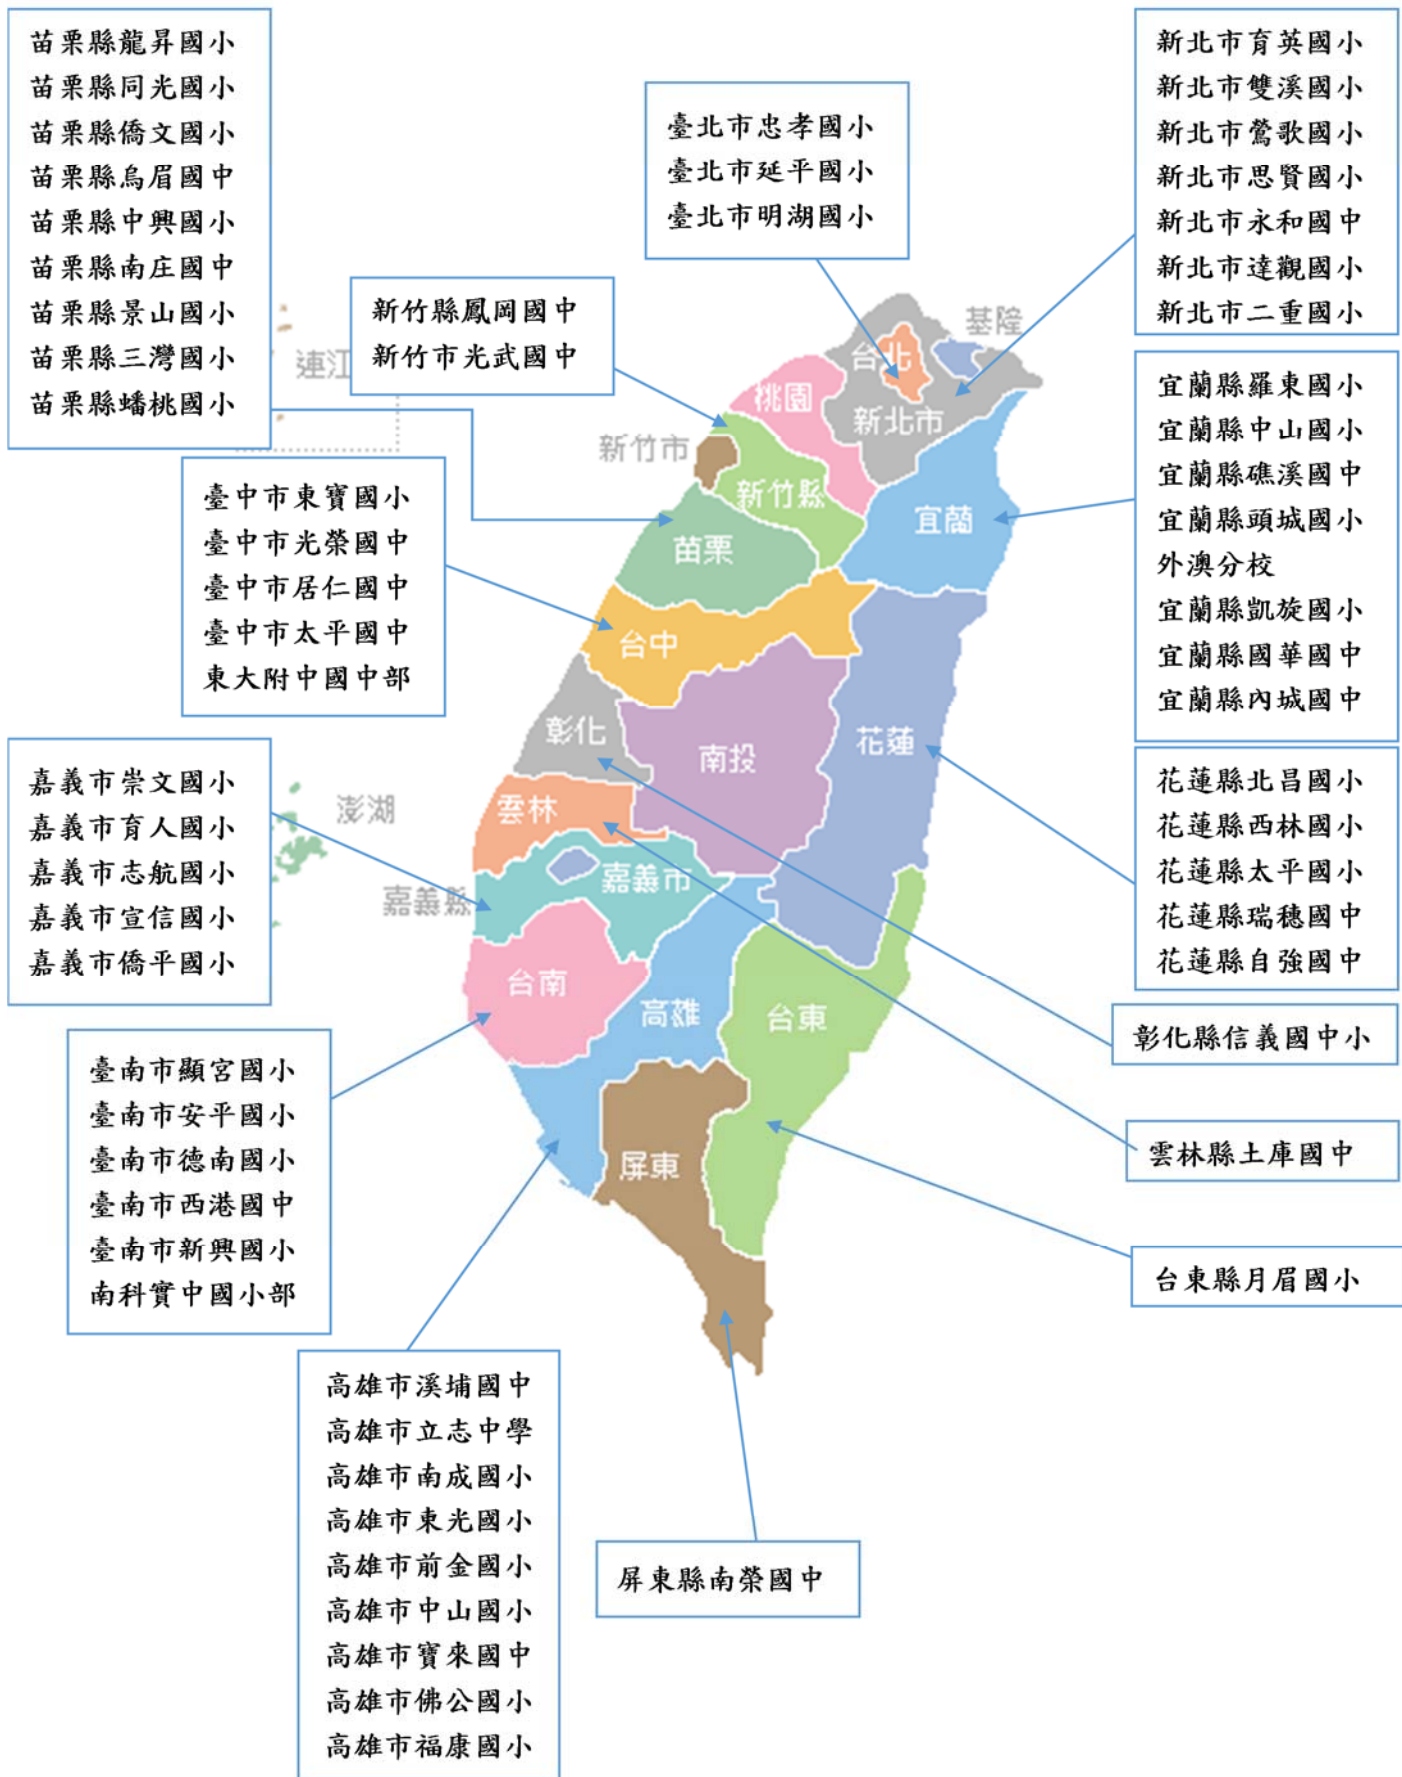 苗栗縣龍昇國小
苗栗縣同光國小
苗栗縣僑文國小
苗栗縣烏眉國中
苗栗縣中興國小
苗栗縣南庄國中
苗栗縣景山國小
苗栗縣三灣國小
苗栗縣蟠桃國小
臺北市忠孝國小
臺北市延平國小
臺北市明湖國小
新北市育英國小
新北市雙溪國小
新北市鶯歌國小
新北市思賢國小
新北市永和國中
新北市達觀國小
新北市二重國小
新竹縣鳳岡國中
新竹市光武國中
宜蘭縣羅東國小
宜蘭縣中山國小
宜蘭縣礁溪國中
宜蘭縣頭城國小
外澳分校
宜蘭縣凱旋國小
宜蘭縣國華國中
宜蘭縣內城國中
臺中市東寶國小
臺中市光榮國中
臺中市居仁國中
臺中市太平國中
東大附中國中部
嘉義市崇文國小
嘉義市育人國小
嘉義市志航國小
嘉義市宣信國小
嘉義市僑平國小
花蓮縣北昌國小
花蓮縣西林國小
花蓮縣太平國小
花蓮縣瑞穗國中
花蓮縣自強國中
彰化縣信義國中小
雲林縣土庫國中
台東縣月眉國小
臺南市顯宮國小
臺南市安平國小
臺南市德南國小
臺南市西港國中
臺南市新興國小
南科實中國小部
高雄市溪埔國中
高雄市立志中學
高雄市南成國小
高雄市東光國小
高雄市前金國小
高雄市中山國小
高雄市寶來國中
高雄市佛公國小
高雄市福康國小
屏東縣南榮國中
連江
基隆
台北
桃園
新北市
新竹市
新竹縣
宜蘭
苗栗
台中
彰化
南投
花蓮
雲林
澎湖
嘉義市
嘉義縣
台南
高雄
台東
屏東